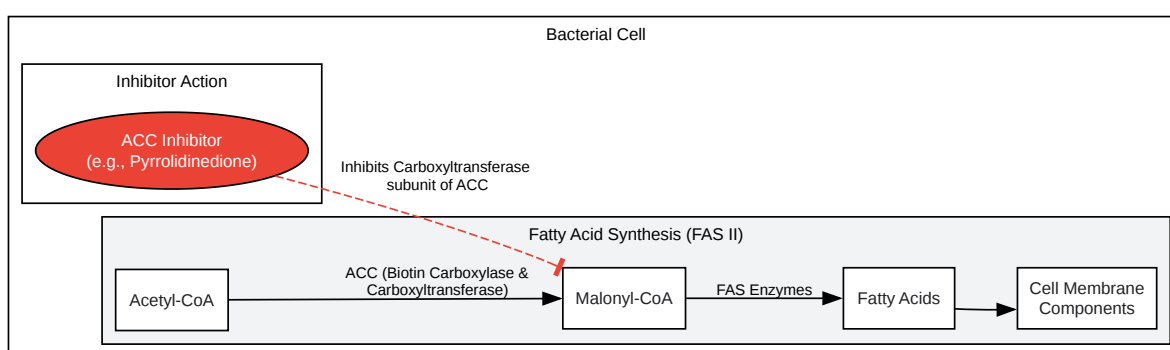 Bacterial Cell
Inhibitor Action
ACC Inhibitor
(e.g., Pyrrolidinedione)
Inhibits Carboxyltransferase
subunit of ACC
Fatty Acid Synthesis (FAS II)
Acetyl-CoA
ACC (Biotin Carboxylase &
Carboxyltransferase)
Malonyl-CoA
FAS Enzymes
Fatty Acids
Cell Membrane
Components